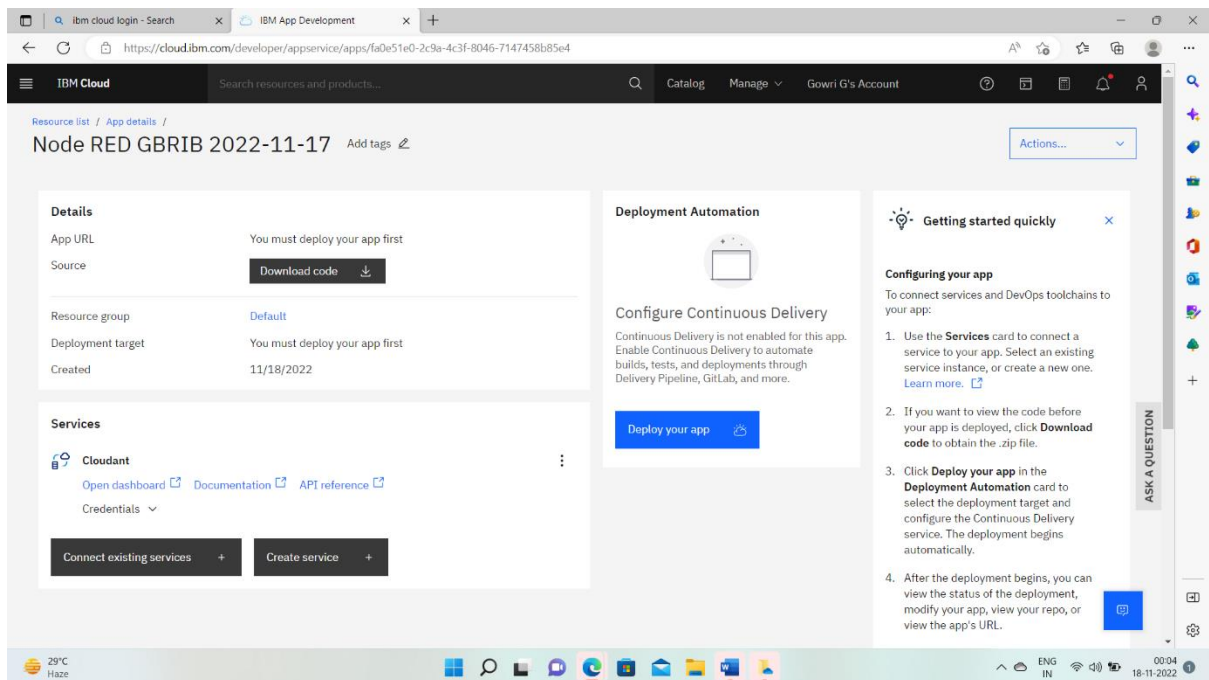 ibm cloud login - Search
IBM App Development
https://cloud.ibm.com/developer/appservice/apps/fa0e51e0-2c9a-4c3f-8046-7147458b85e4
IBM Cloud
Search resources and products...
Catalog
Manage
Gowri G's Account
Resource list / App details /
Node RED GBRIB 2022-11-17
Add tags
Actions...
Details
App URL
You must deploy your app first
Source
Download code
Resource group
Default
Deployment target
You must deploy your app first
Created
11/18/2022
Services
Cloudant
Open dashboard
Documentation
API reference
Credentials
Connect existing services +
Create service +
Deployment Automation
Configure Continuous Delivery
Continuous Delivery is not enabled for this app.
Enable Continuous Delivery to automate
builds, tests, and deployments through
Delivery Pipeline, GitLab, and more.
Deploy your app
Getting started quickly
Configuring your app
To connect services and DevOps toolchains to
your app:
1. Use the Services card to connect a
service to your app. Select an existing
service instance, or create a new one.
Learn more.
2. If you want to view the code before
your app is deployed, click Download
code to obtain the .zip file.
3. Click Deploy your app in the
Deployment Automation card to
select the deployment target and
configure the Continuous Delivery
service. The deployment begins
automatically.
4. After the deployment begins, you can
view the status of the deployment,
modify your app, view your repo, or
view the app's URL.
ASK A QUESTION
29°C
Haze
ENG
IN
00:04
18-11-2022
1